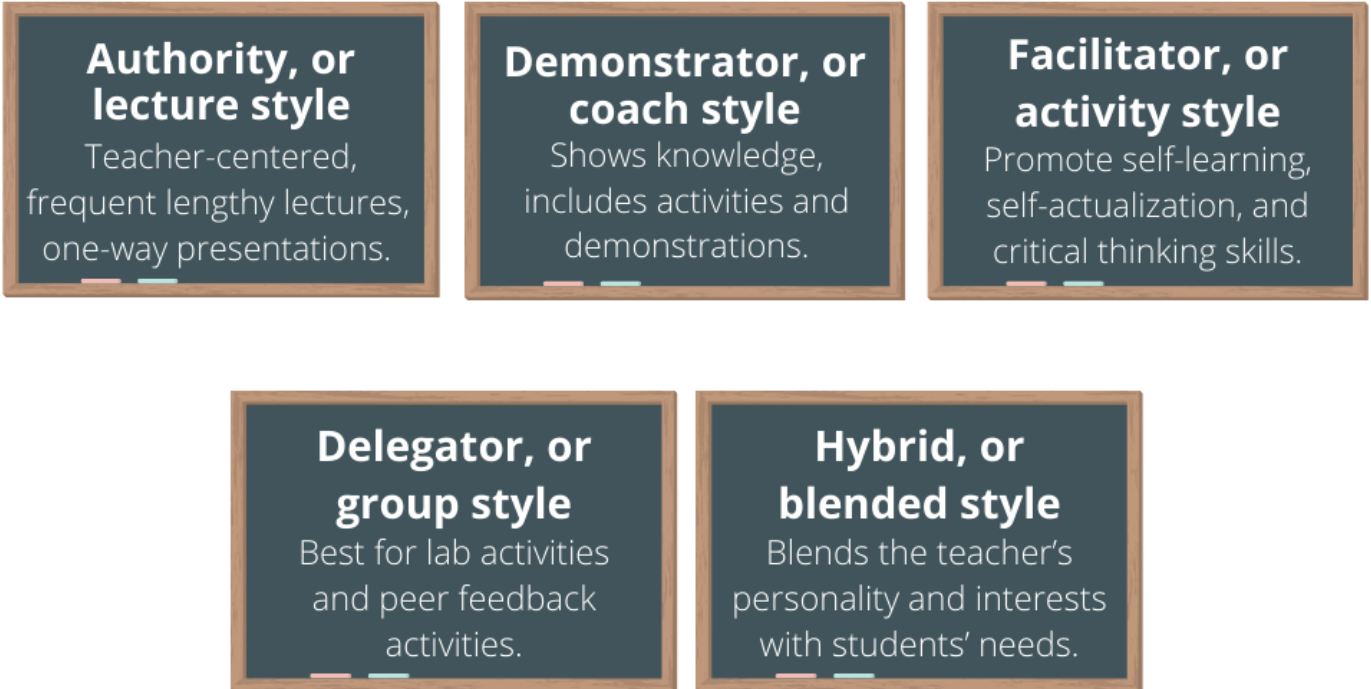 Authority, or
lecture style
Teacher-centered,
frequent lengthy lectures,
one-way presentations.
Demonstrator, or
coach style
Shows knowledge,
includes activities and
demonstrations.
Facilitator, or
activity style
Promote self-learning,
self-actualization, and
critical thinking skills.
Delegator, or
group style
Best for lab activities
and peer feedback
activities.
Hybrid, or
blended style
Blends the teacher’s
personality and interests
with students’ needs.